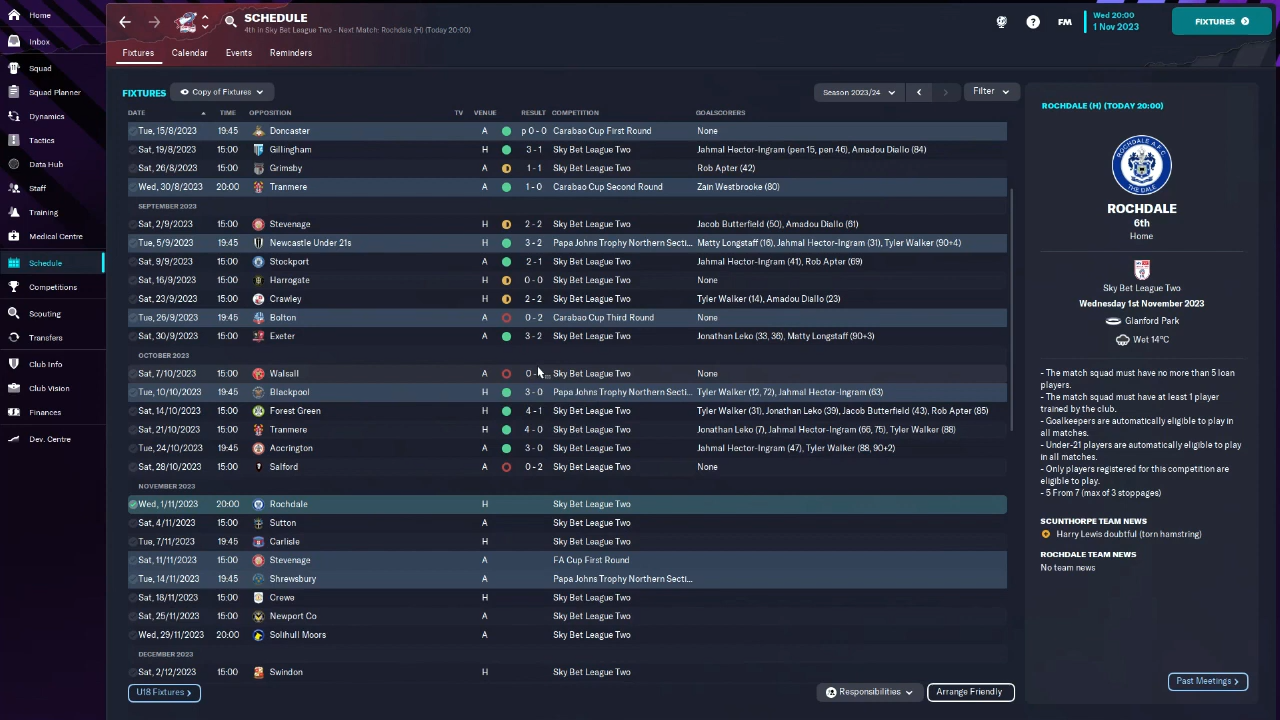 Home
Inbox
Squad
Squad Planner
Dynamics
Tactics
Data Hub
Staff
Training
Medical Centre
Schedule
Competitions
Scouting
Transfers
Club Info
Club Vision
Finances
Dev. Centre
SCHEDULE
4th in Sky Bet League Two - Next Match: Rochdale (H) (Today 20:00)
FM
Wed 20:00
1 Nov 2023
FIXTURES
Fixtures Calendar Events Reminders
FIXTURES Copy of Fixtures Season 2023/24 Filter
DATE TIME OPPOSITION TV VENUE RESULT COMPETITION GOALSCORERS
Tue, 15/8/2023 19:45 Doncaster A p 0 - 0 Carabao Cup First Round None
Sat, 19/8/2023 15:00 Gillingham H 3 - 1 Sky Bet League Two Jahmal Hector-Ingram (pen 15, pen 46), Amadou Diallo (84)
Sat, 26/8/2023 15:00 Grimsby A 1 - 1 Sky Bet League Two Rob Apter (42)
Wed, 30/8/2023 20:00 Tranmere A 1 - 0 Carabao Cup Second Round Zain Westbrooke (80)
SEPTEMBER 2023
Sat, 2/9/2023 15:00 Stevenage H 2 - 2 Sky Bet League Two Jacob Butterfield (50), Amadou Diallo (61)
Tue, 5/9/2023 19:45 Newcastle Under 21s H 3 - 2 Papa Johns Trophy Northern Secti... Matty Longstaff (16), Jahmal Hector-Ingram (31), Tyler Walker (90+4)
Sat, 9/9/2023 15:00 Stockport A 2 - 1 Sky Bet League Two Jahmal Hector-Ingram (41), Rob Apter (69)
Sat, 16/9/2023 15:00 Harrogate H 0 - 0 Sky Bet League Two None
Sat, 23/9/2023 15:00 Crawley A 2 - 2 Sky Bet League Two Tyler Walker (14), Amadou Diallo (23)
Tue, 26/9/2023 19:45 Bolton A 0 - 2 Carabao Cup Third Round None
Sat, 30/9/2023 15:00 Exeter H 3 - 2 Sky Bet League Two Jonathan Leko (33, 36), Matty Longstaff (90+3)
OCTOBER 2023
Sat, 7/10/2023 15:00 Walsall A 0 - Sky Bet League Two None
Tue, 10/10/2023 19:45 Blackpool H 3 - 0 Papa Johns Trophy Northern Secti... Tyler Walker (12, 72), Jahmal Hector-Ingram (63)
Sat, 14/10/2023 15:00 Forest Green H 4 - 1 Sky Bet League Two Tyler Walker (31), Jonathan Leko (39), Jacob Butterfield (43), Rob Apter (85)
Sat, 21/10/2023 15:00 Tranmere H 4 - 0 Sky Bet League Two Jonathan Leko (7), Jahmal Hector-Ingram (66, 75), Tyler Walker (88)
Tue, 24/10/2023 19:45 Accrington A 3 - 0 Sky Bet League Two Jahmal Hector-Ingram (47), Tyler Walker (88, 90+2)
Sat, 28/10/2023 15:00 Salford A 0 - 2 Sky Bet League Two None
NOVEMBER 2023
Wed, 1/11/2023 20:00 Rochdale H Sky Bet League Two
Sat, 4/11/2023 15:00 Sutton A Sky Bet League Two
Tue, 7/11/2023 19:45 Carlisle H Sky Bet League Two
Sat, 11/11/2023 15:00 Stevenage A FA Cup First Round
Tue, 14/11/2023 19:45 Shrewsbury A Papa Johns Trophy Northern Secti...
Sat, 18/11/2023 15:00 Crewe H Sky Bet League Two
Sat, 25/11/2023 15:00 Newport Co A Sky Bet League Two
Wed, 29/11/2023 20:00 Solihull Moors A Sky Bet League Two
DECEMBER 2023
Sat, 2/12/2023 15:00 Swindon H Sky Bet League Two
U18 Fixtures Responsibilities Arrange Friendly
ROCHDALE (H) (TODAY 20:00)
ROCHDALE A.F.C
THE DALE
ROCHDALE
6th
Home
Sky Bet League Two
Wednesday 1st November 2023
Glanford Park
Wet 14°C
- The match squad must have no more than 5 loan
players.
- The match squad must have at least 1 player
trained by the club.
- Goalkeepers are automatically eligible to play in
all matches.
- Under-21 players are automatically eligible to play
in all matches.
- Only players registered for this competition are
eligible to play.
- 5 From 7 (max of 3 stoppages)
SCUNTHORPE TEAM NEWS
Harry Lewis doubtful (torn hamstring)
ROCHDALE TEAM NEWS
No team news
Past Meetings